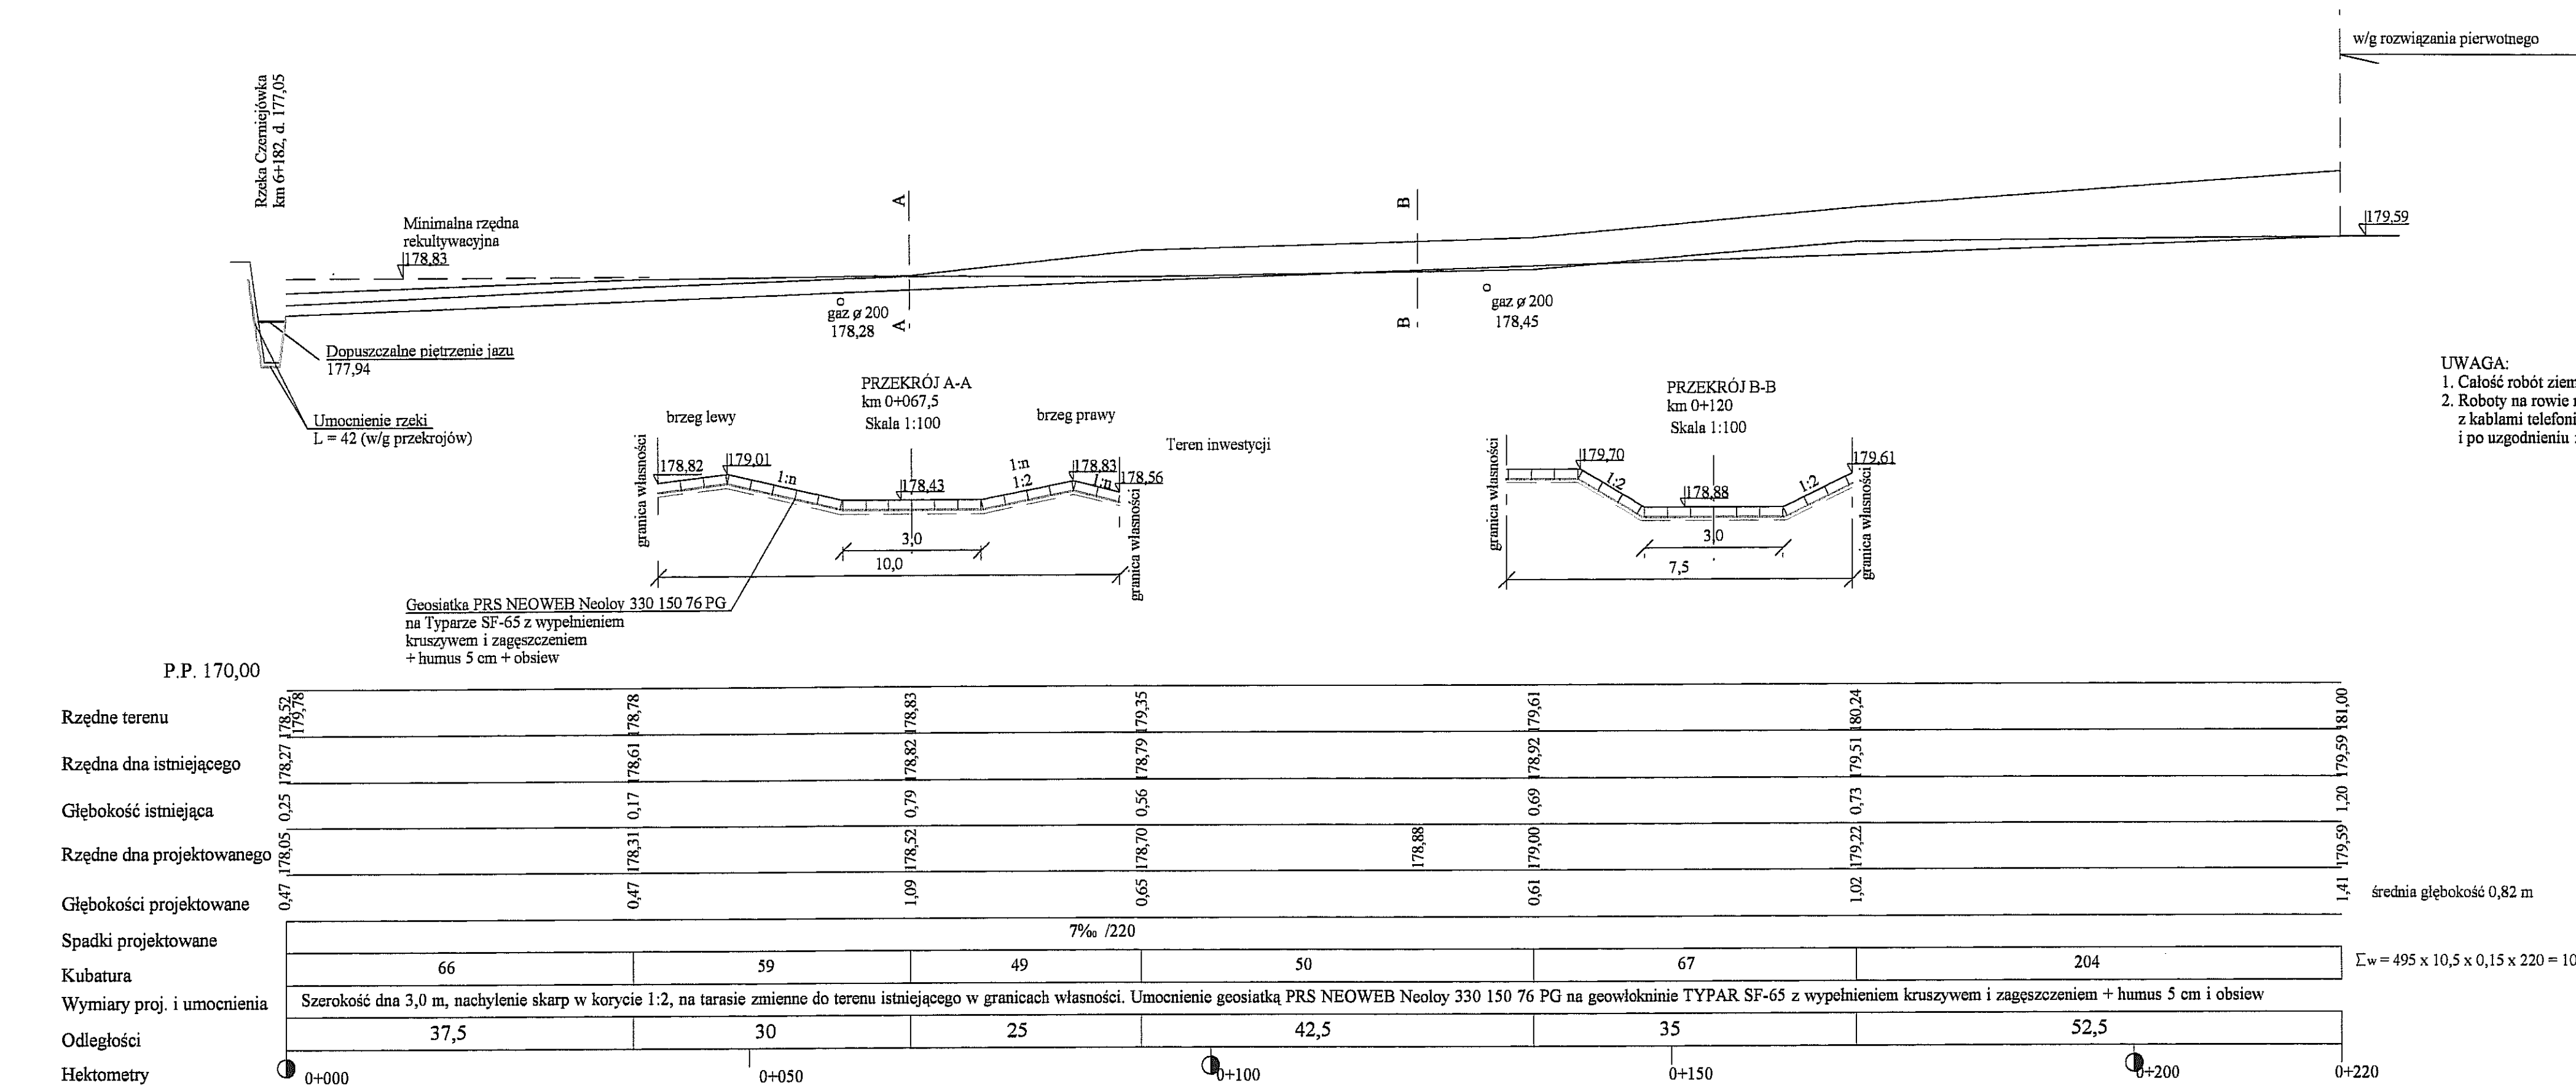 w/g rozwiązania pierwotnego
Rzeka Czerniejówka
km 6+182, d. 177,05
Minimalna rzędna
rekultywacyjna
178,83
A
B
179,59
gaz ø 200
178,28
A
B
gaz ø 200
178,45
Dopuszczalne piętrzenie jazu
177,94
Umocnienie rzeki
L = 42 (w/g przekrojów)
UWAGA:
1. Całość robót ziem
2. Roboty na rowie
z kablami telefoni
i po uzgodnieniu
PRZEKRÓJ A-A
km 0+067,5
Skala 1:100
brzeg lewy
brzeg prawy
Teren inwestycji
granica własności
178,82
179,01
1:n
178,43
1:n
1:2
178,83
1:n
178,56
granica własności
3,0
10,0
PRZEKRÓJ B-B
km 0+120
Skala 1:100
granica własności
179,70
1:2
178,88
1:2
179,61
granica własności
3,0
7,5
Geosiatka PRS NEOWEB Neoloy 330 150 76 PG
na Typarze SF-65 z wypełnieniem
kruszywem i zagęszczeniem
+ humus 5 cm + obsiew
P.P. 170,00
Rzędne terenu 178,52 179,78 178,78 178,83 179,35 179,61 180,24 181,00
Rzędna dna istniejącego 178,27 178,61 178,82 178,79 178,92 179,51 179,59
Głębokość istniejąca 0,25 0,17 0,79 0,56 0,69 0,73 1,20
Rzędne dna projektowanego 178,05 178,31 178,52 178,70 178,88 179,00 179,22 179,59
Głębokości projektowane 0,47 0,47 1,09 0,65 0,61 1,02 1,41 średnia głębokość 0,82 m
Spadki projektowane 7‰ /220
Kubatura 66 59 49 50 67 204 Σw = 495 x 10,5 x 0,15 x 220 = 10
Wymiary proj. i umocnienia Szerokość dna 3,0 m, nachylenie skarp w korycie 1:2, na tarasie zmienne do terenu istniejącego w granicach własności. Umocnienie geosiatką PRS NEOWEB Neoloy 330 150 76 PG na geowłokninie TYPAR SF-65 z wypełnieniem kruszywem i zagęszczeniem + humus 5 cm i obsiew
Odległości 37,5 30 25 42,5 35 52,5
Hektometry 0+000 0+050 0+100 0+150 0+200 0+220